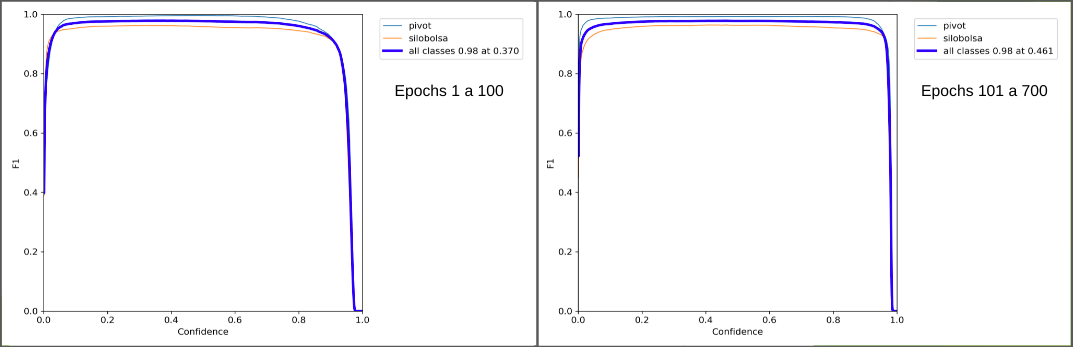 1.0
0.8
0.6
0.4
0.2
0.0
F1
0.0 0.2 0.4 0.6 0.8 1.0
Confidence
pivot
silobolsa
all classes 0.98 at 0.370
Epochs 1 a 100
1.0
0.8
0.6
0.4
0.2
0.0
F1
0.0 0.2 0.4 0.6 0.8 1.0
Confidence
pivot
silobolsa
all classes 0.98 at 0.461
Epochs 101 a 700